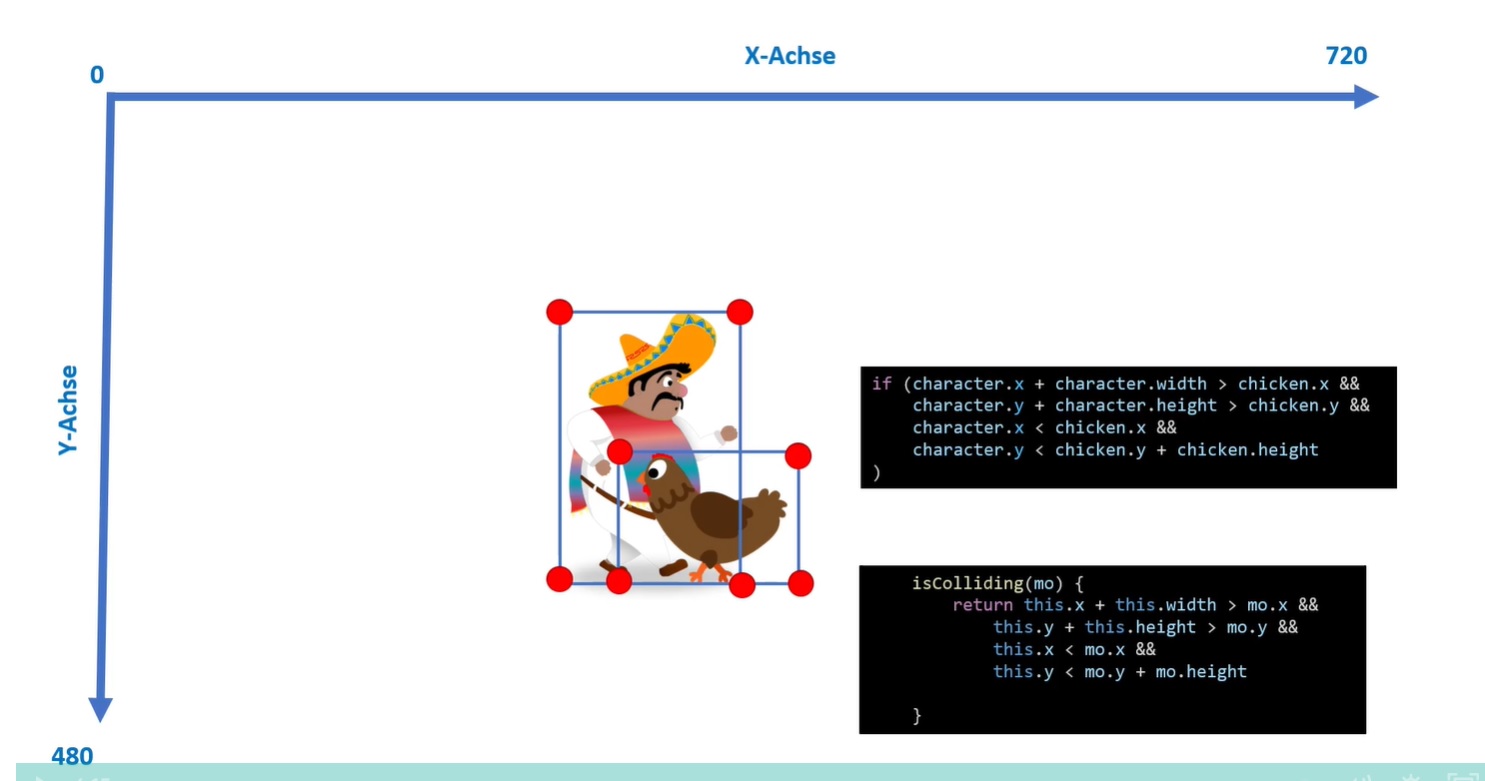 X-Achse
720
0
Y-Achse
if (character.x + character.width > chicken.x &&
    character.y + character.height > chicken.y &&
    character.x < chicken.x &&
    character.y < chicken.y + chicken.height
)
isColliding(mo) {
    return this.x + this.width > mo.x &&
        this.y + this.height > mo.y &&
        this.x < mo.x &&
        this.y < mo.y + mo.height
}
480